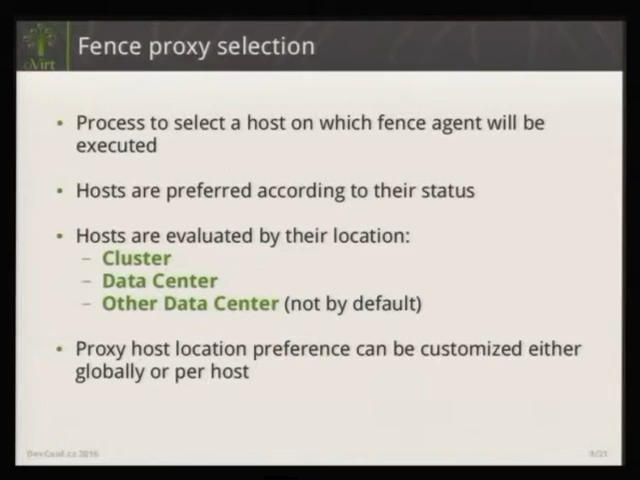 oVirt
Fence proxy selection
• Process to select a host on which fence agent will be
executed
• Hosts are preferred according to their status
• Hosts are evaluated by their location:
– Cluster
– Data Center
– Other Data Center (not by default)
• Proxy host location preference can be customized either
globally or per host
DevConf.cz 2016